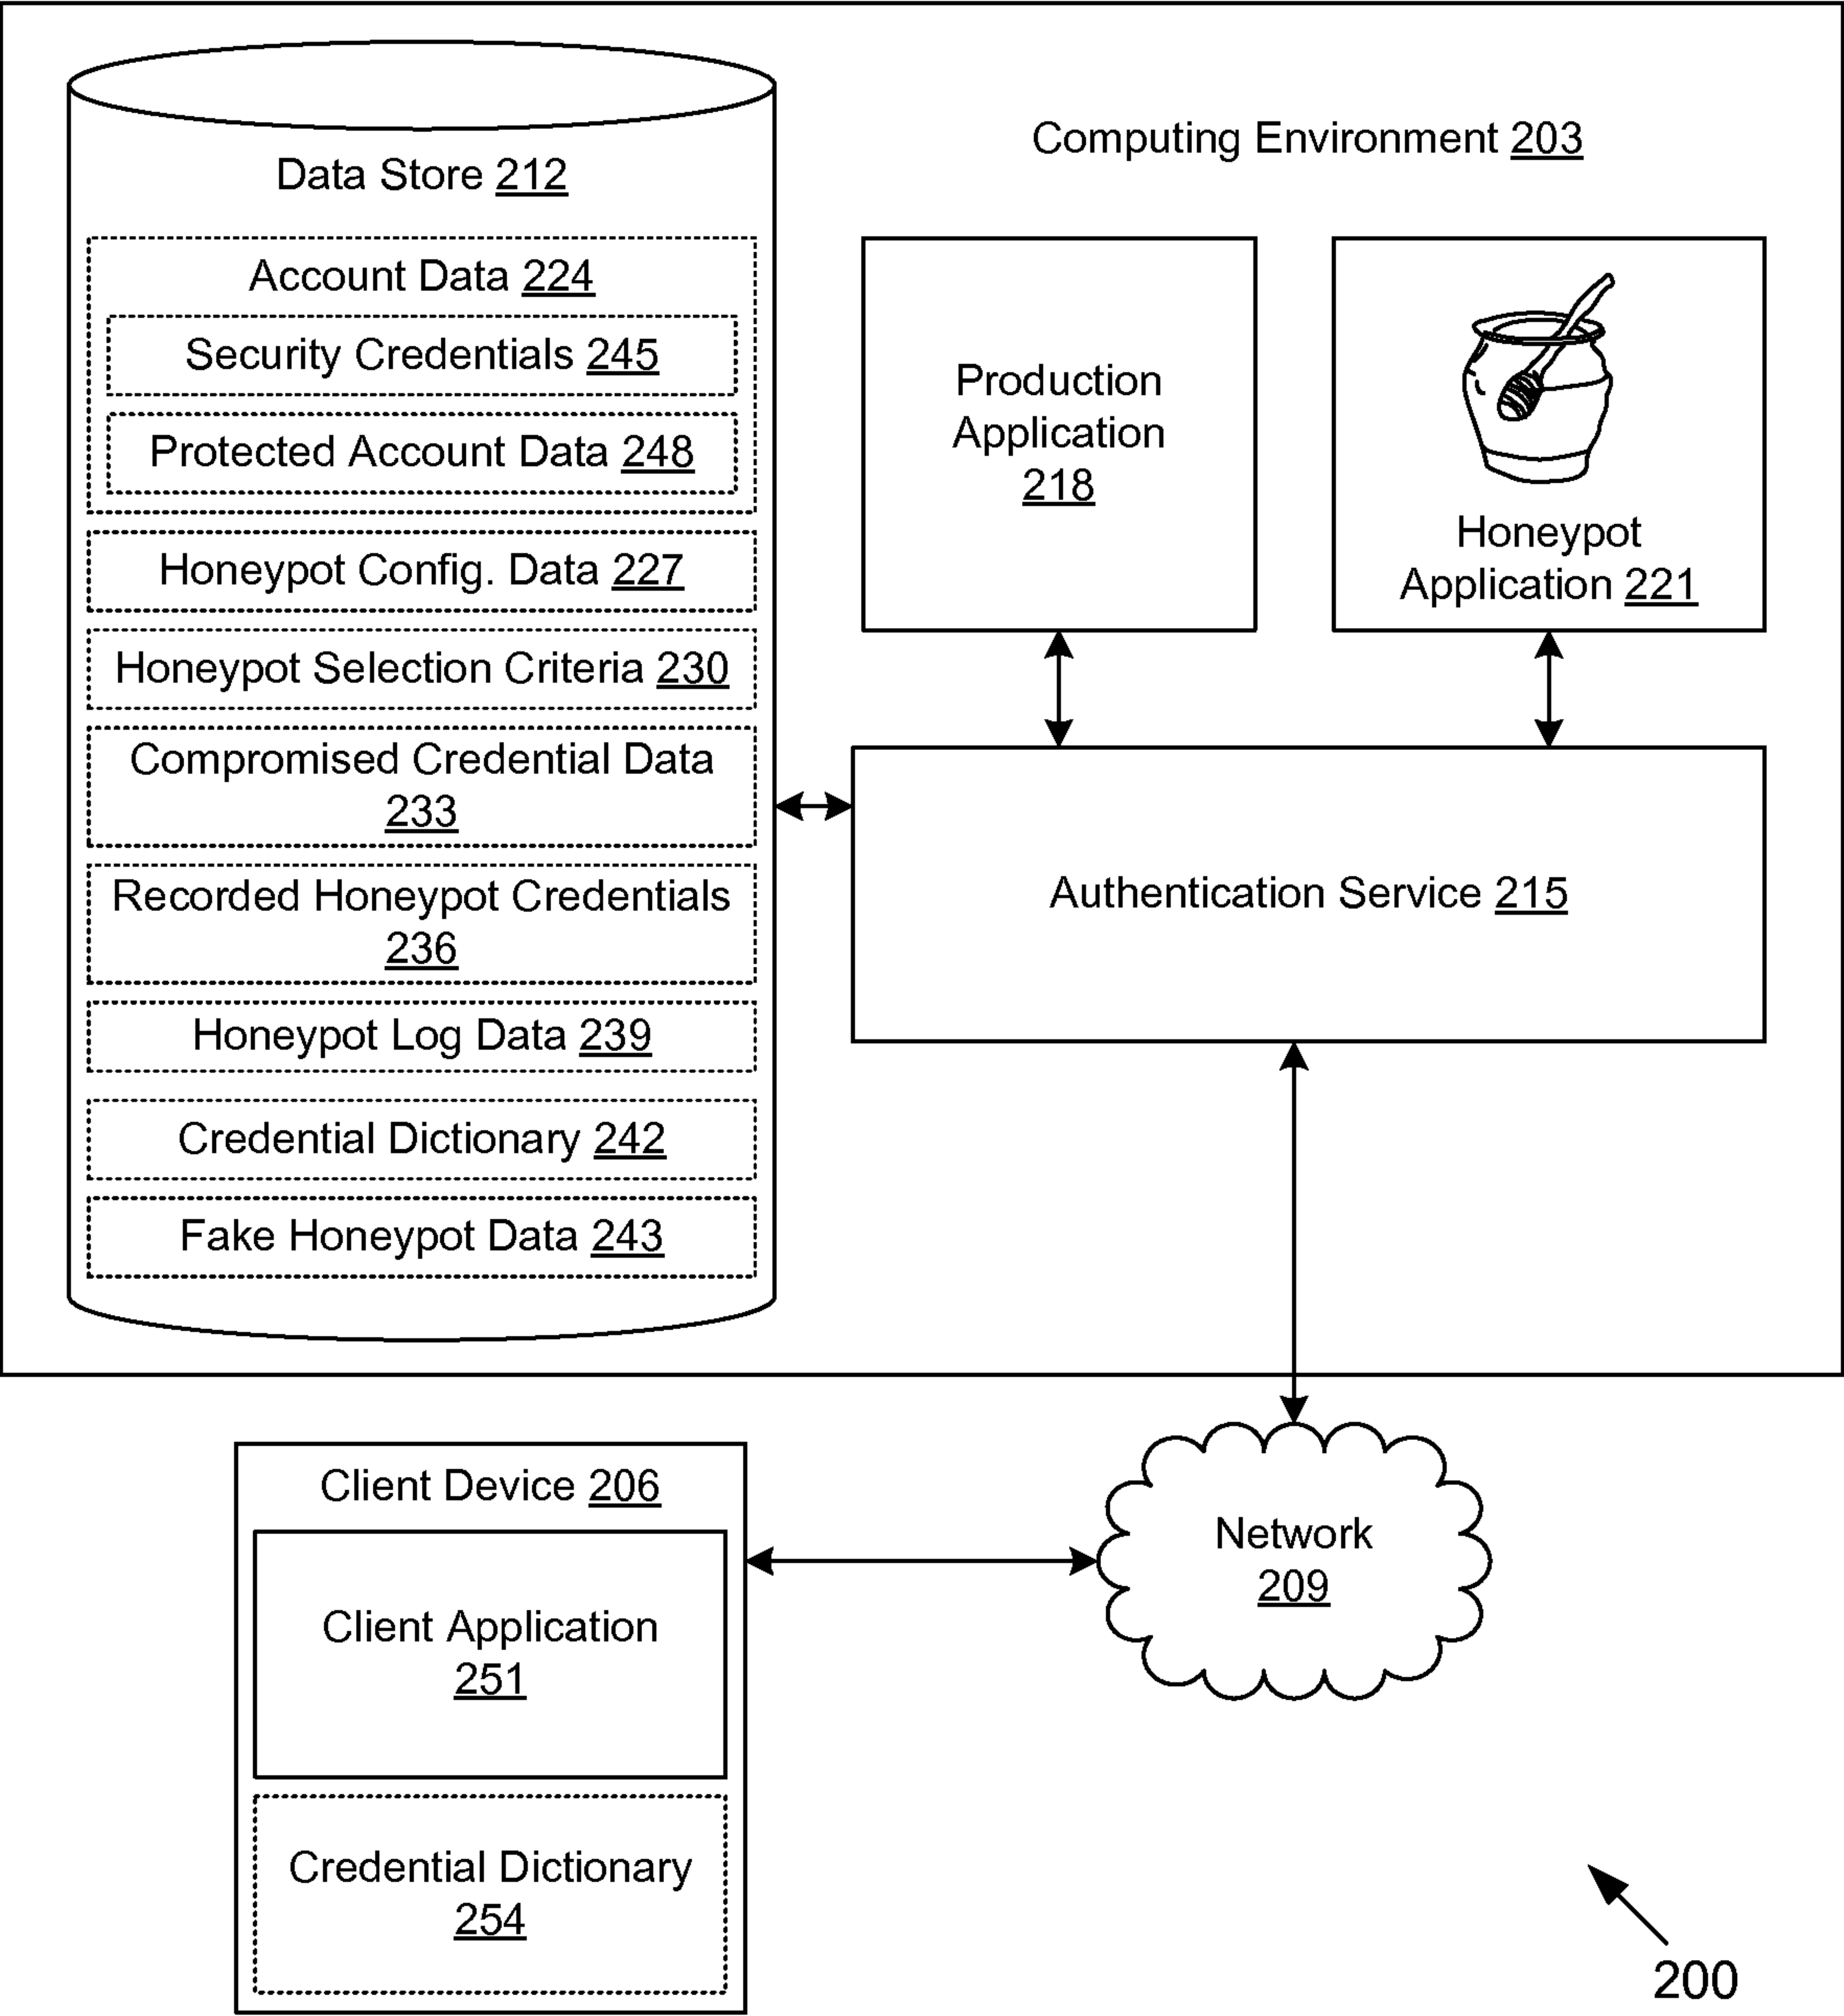 Computing Environment 203
Data Store 212
Account Data 224
Security Credentials 245
Protected Account Data 248
Honeypot Config. Data 227
Honeypot Selection Criteria 230
Compromised Credential Data
233
Recorded Honeypot Credentials
236
Honeypot Log Data 239
Credential Dictionary 242
Fake Honeypot Data 243
Production
Application
218
Honeypot
Application 221
Authentication Service 215
Client Device 206
Client Application
251
Credential Dictionary
254
Network
209
200